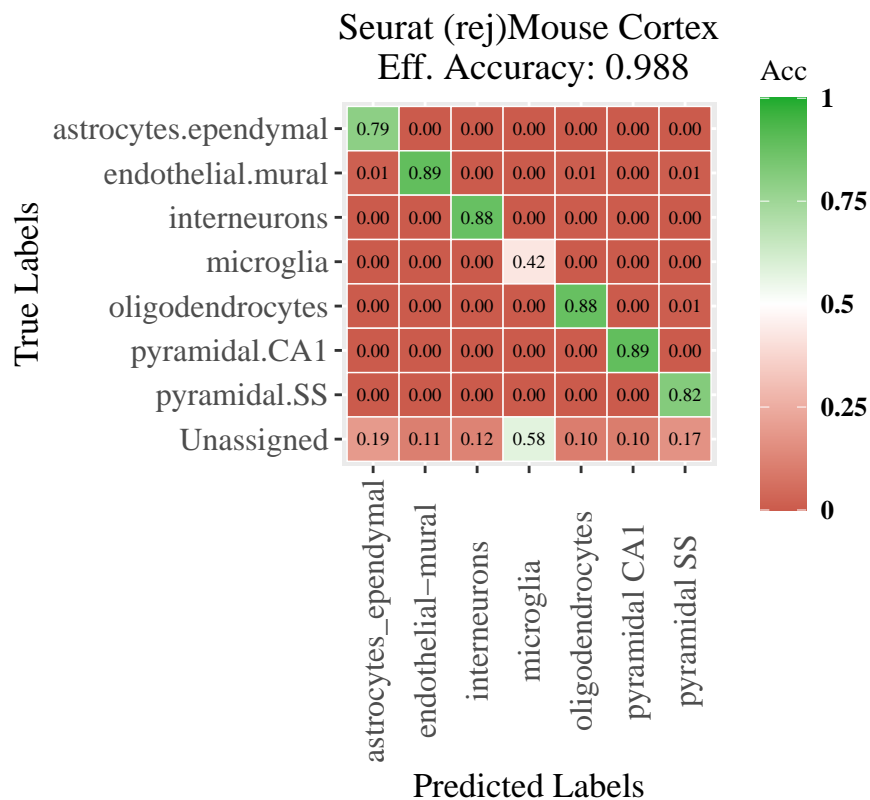 Seurat (rej)Mouse Cortex
Eff. Accuracy: 0.988
Acc
True Labels
astrocytes.ependymal 0.79 0.00 0.00 0.00 0.00 0.00 0.00
endothelial.mural 0.01 0.89 0.00 0.00 0.01 0.00 0.01
interneurons 0.00 0.00 0.88 0.00 0.00 0.00 0.00
microglia 0.00 0.00 0.00 0.42 0.00 0.00 0.00
oligodendrocytes 0.00 0.00 0.00 0.00 0.88 0.00 0.01
pyramidal.CA1 0.00 0.00 0.00 0.00 0.00 0.89 0.00
pyramidal.SS 0.00 0.00 0.00 0.00 0.00 0.00 0.82
Unassigned 0.19 0.11 0.12 0.58 0.10 0.10 0.17
1
0.75
0.5
0.25
0
astrocytes_ependymal
endothelial−mural
interneurons
microglia
oligodendrocytes
pyramidal CA1
pyramidal SS
Predicted Labels